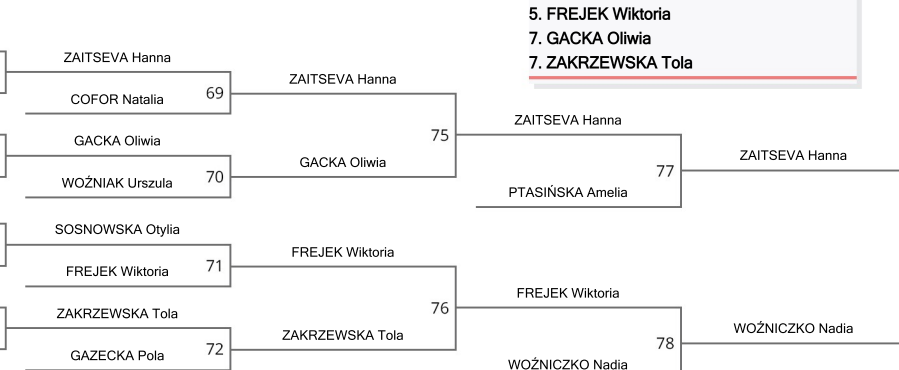 5. FREJEK Wiktoria
7. GACKA Oliwia
7. ZAKRZEWSKA Tola
ZAITSEVA Hanna
COFOR Natalia
69
ZAITSEVA Hanna
GACKA Oliwia
WOŹNIAK Urszula
70
GACKA Oliwia
75
ZAITSEVA Hanna
PTASIŃSKA Amelia
77
ZAITSEVA Hanna
SOSNOWSKA Otylia
FREJEK Wiktoria
71
FREJEK Wiktoria
ZAKRZEWSKA Tola
GAZECKA Pola
72
ZAKRZEWSKA Tola
76
FREJEK Wiktoria
WOŹNICZKO Nadia
78
WOŹNICZKO Nadia